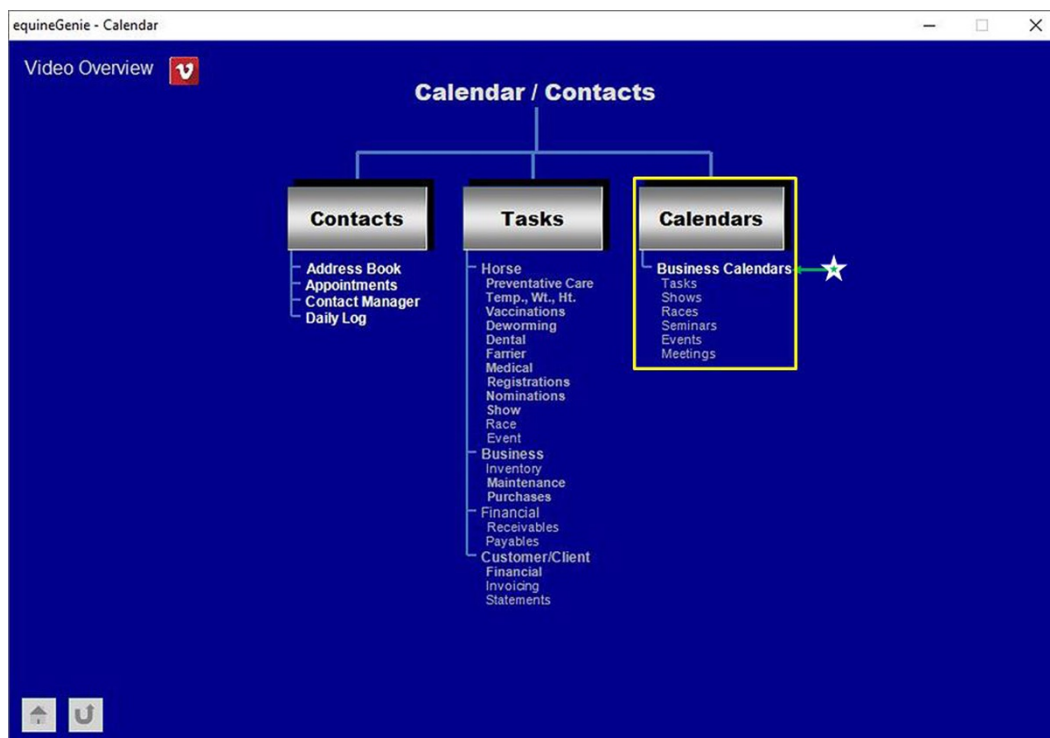 equineGenie - Calendar
Video Overview
Calendar / Contacts
Contacts
Address Book
Appointments
Contact Manager
Daily Log
Tasks
Horse
Preventative Care
Temp., Wt., Ht.
Vaccinations
Deworming
Dental
Farrier
Medical
Registrations
Nominations
Show
Race
Event
Business
Inventory
Maintenance
Purchases
Financial
Receivables
Payables
Customer/Client
Financial
Invoicing
Statements
Calendars
Business Calendars
Tasks
Shows
Races
Seminars
Events
Meetings